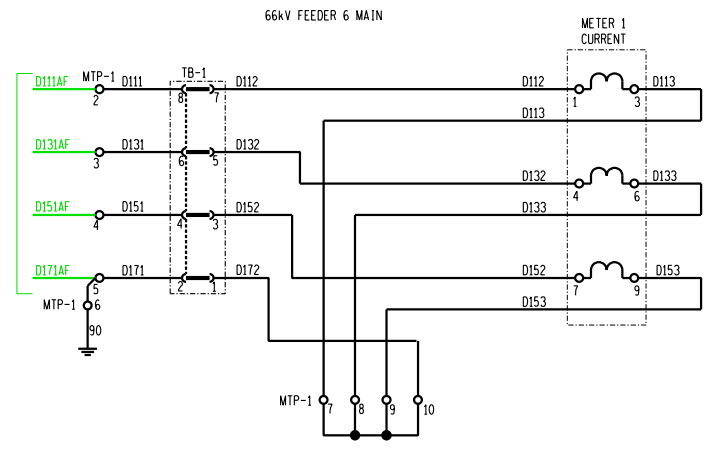 66kV FEEDER 6 MAIN
METER 1
CURRENT
MTP-1
TB-1
D111AF
D111
D112
D112
D113
2
8
7
1
3
D113
D131AF
D131
D132
3
6
5
D132
D133
4
6
D151AF
D151
D152
D133
4
4
3
D171AF
D171
D172
D152
D153
5
2
1
7
9
MTP-1
6
D153
90
MTP-1
7
8
9
10